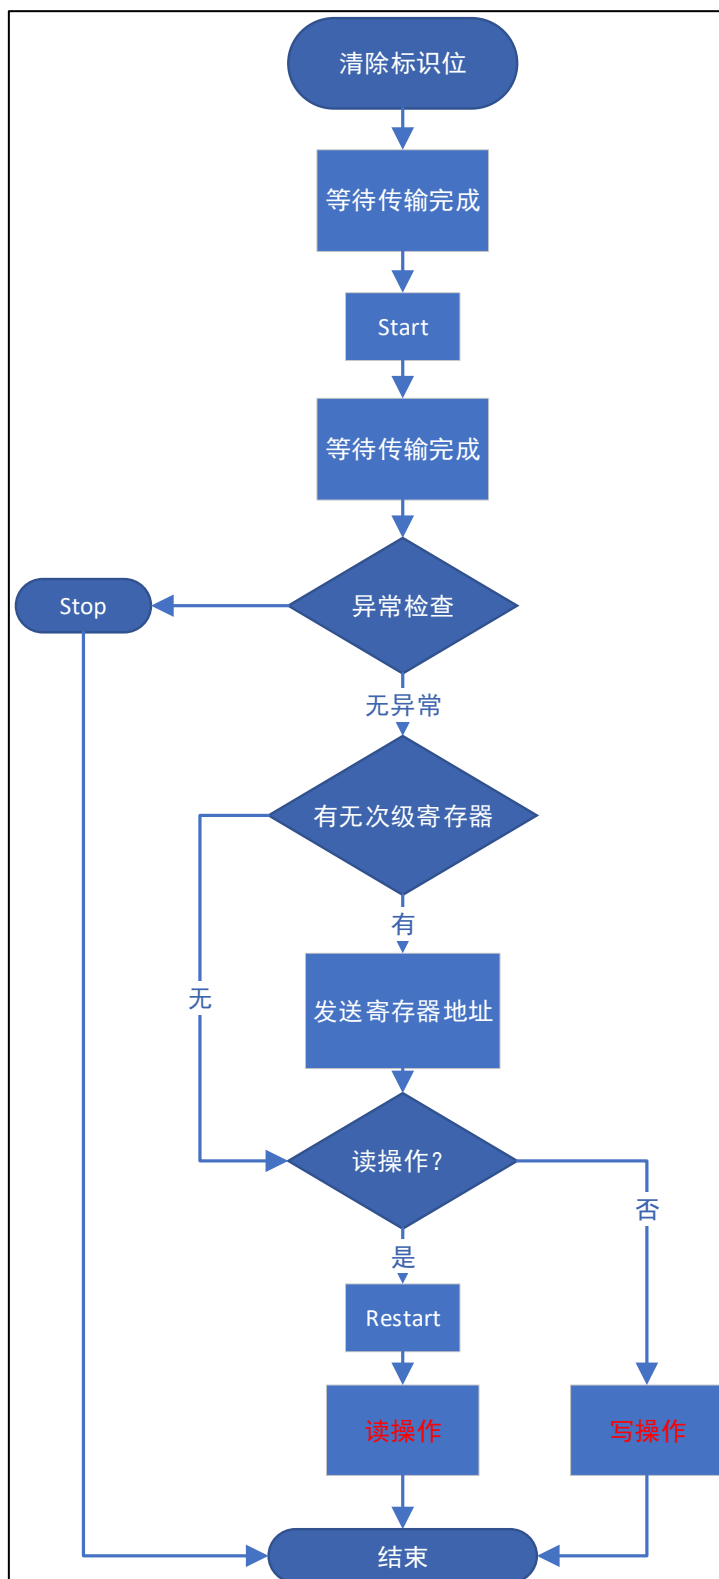 清除标识位
等待传输完成
Start
等待传输完成
异常检查
Stop
无异常
有无次级寄存器
有
无
发送寄存器地址
读操作?
否
是
Restart
读操作
写操作
结束